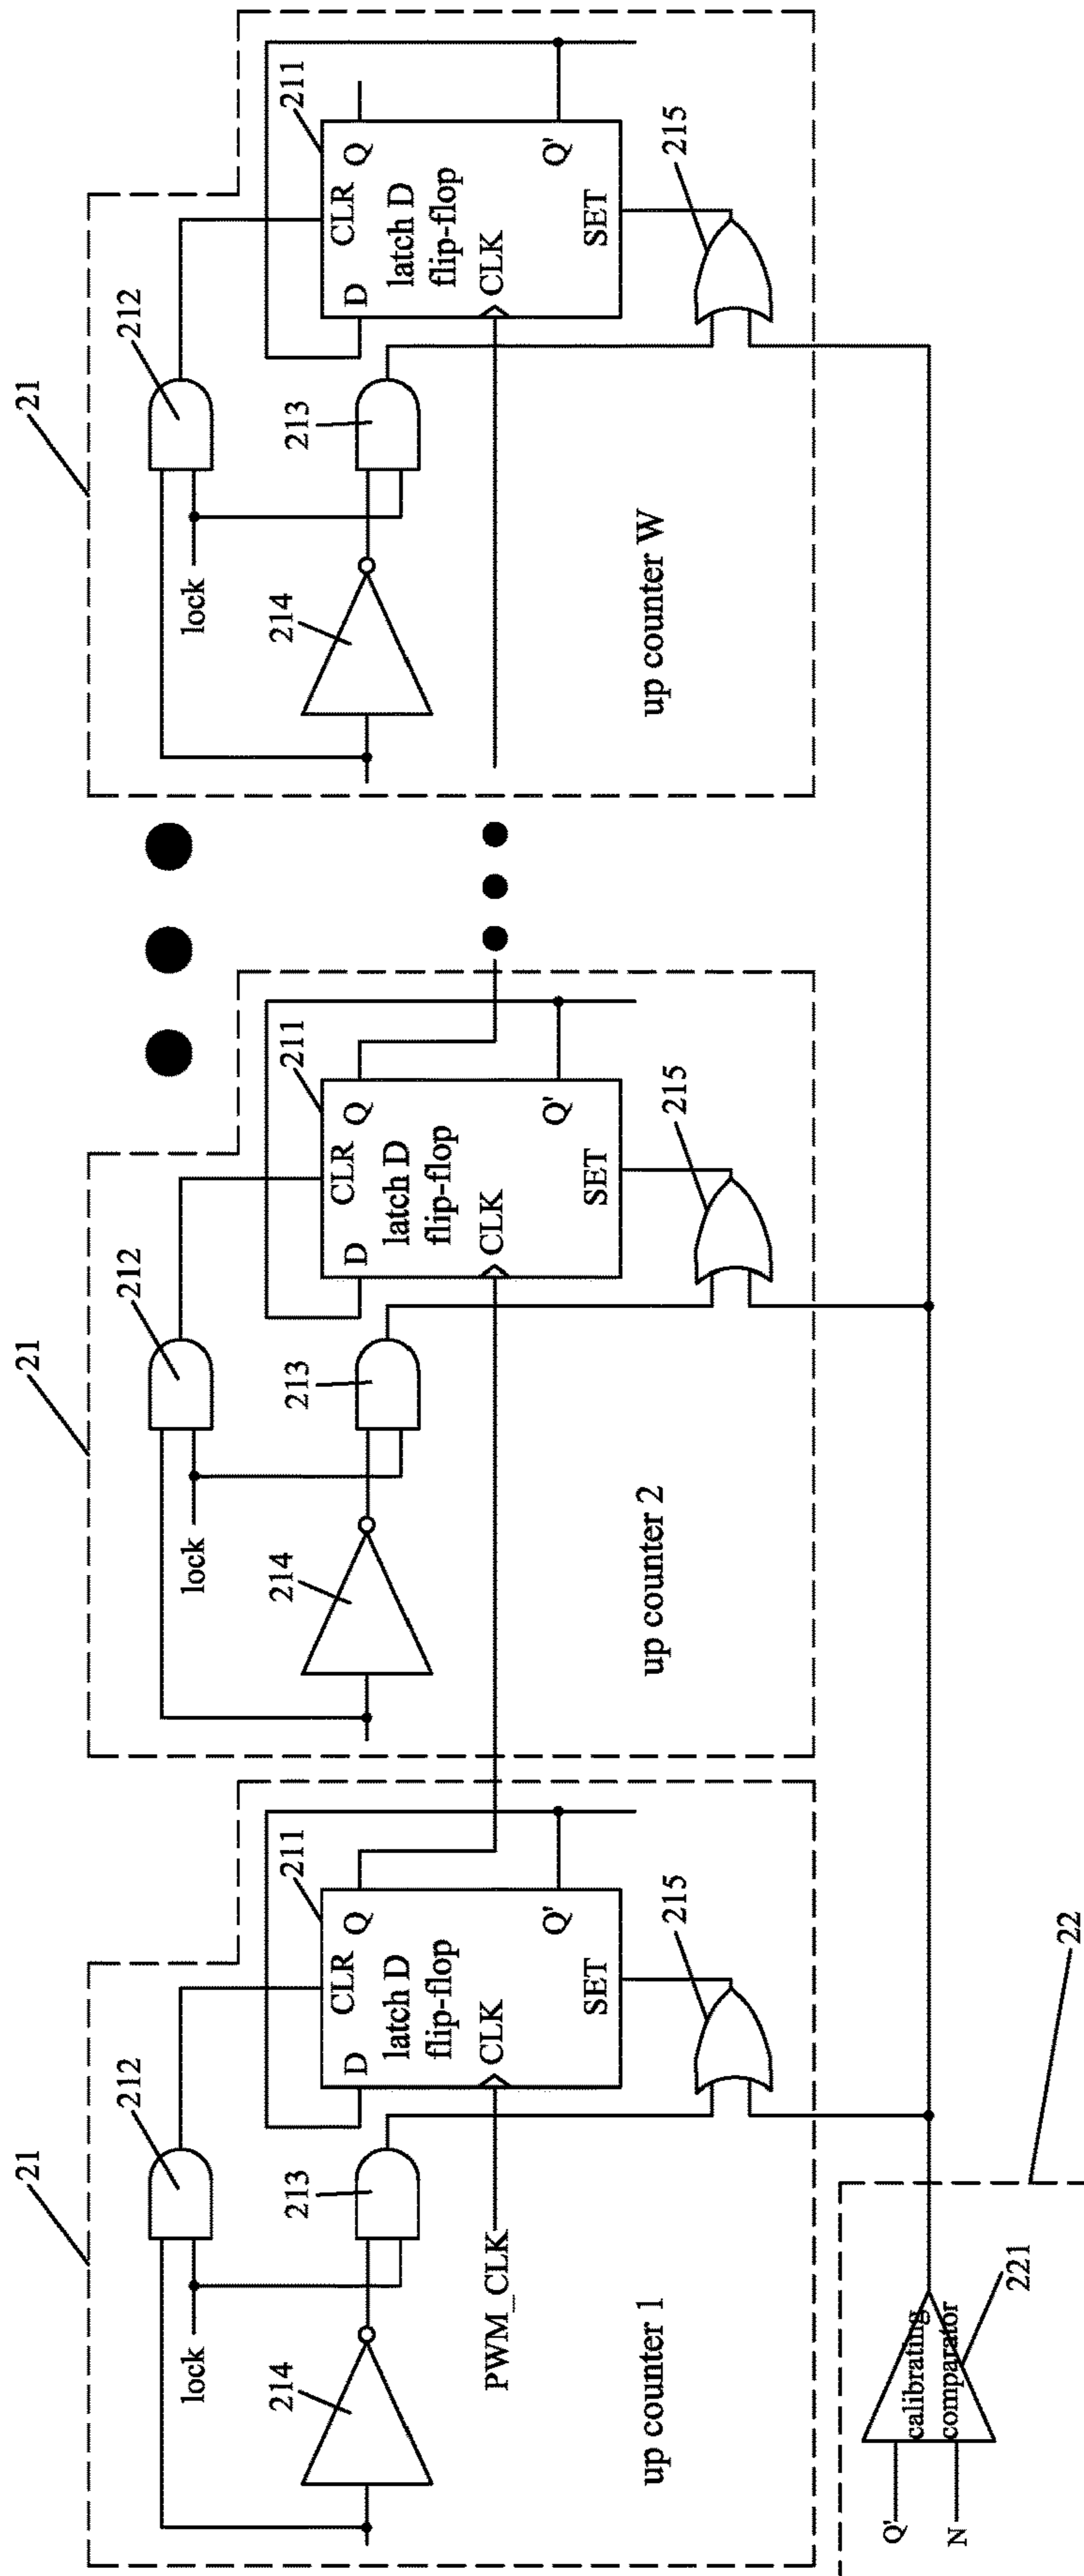 21
212
lock
214
213
211
CLR
D
Q
latch D
flip-flop
CLK
Q'
SET
215
PWM_CLK
up counter 1
21
212
lock
214
213
211
CLR
D
Q
latch D
flip-flop
CLK
Q'
SET
215
up counter 2
21
212
lock
214
213
211
CLR
D
Q
latch D
flip-flop
CLK
Q'
SET
215
up counter W
Q'
N
calibrating
comparator
221
22